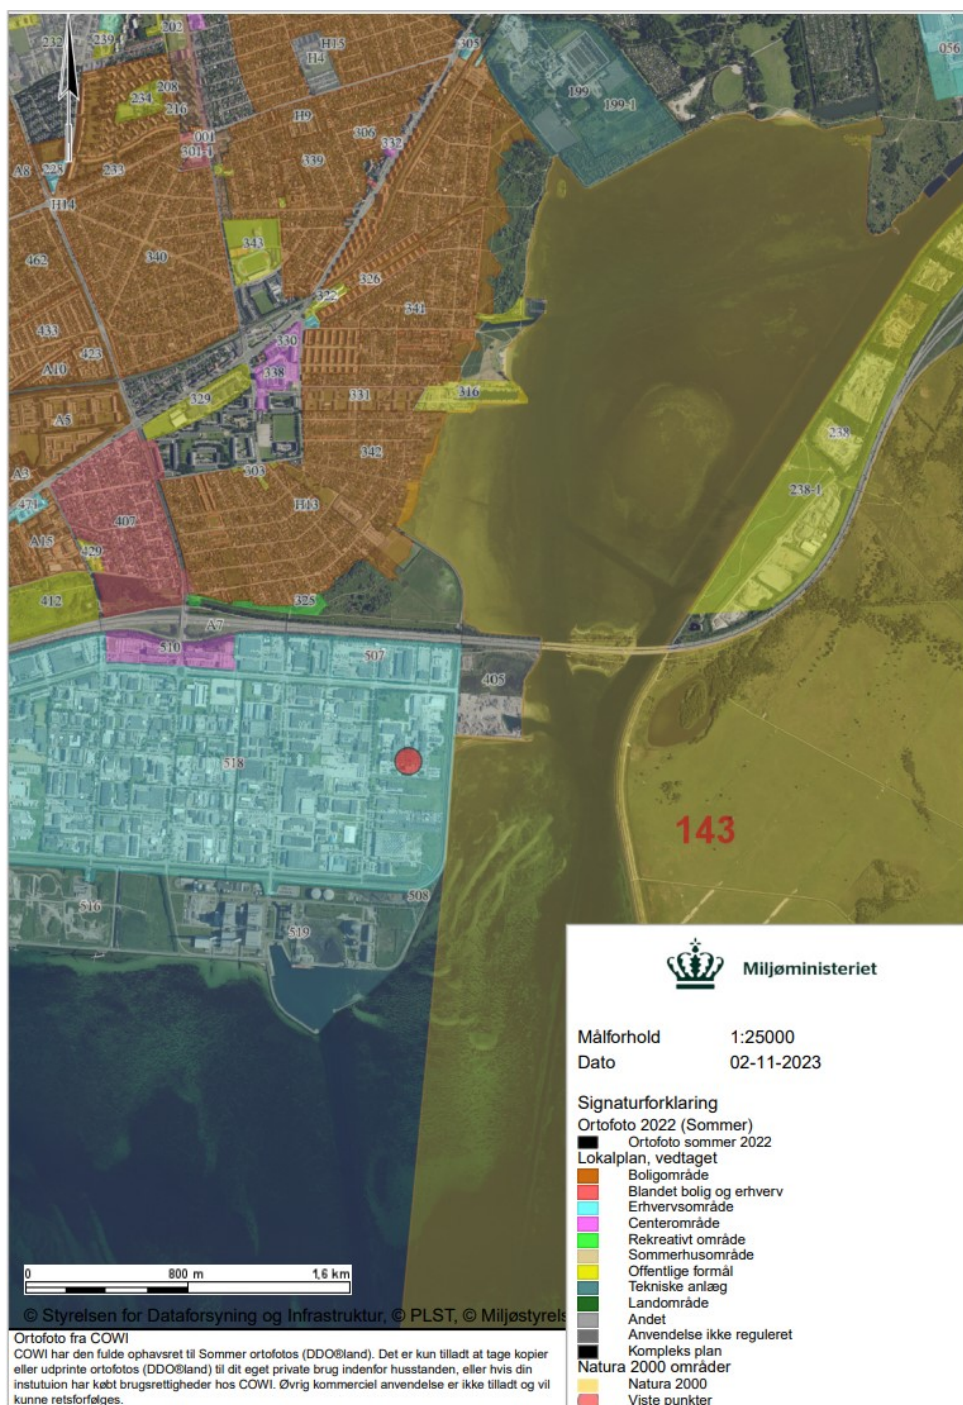 232
239
202
H15
H4
305
056
199
199-1
208
234
216
H9
306
001
301-1
332
339
A8
225
233
H14
343
462
340
326
322
341
433
330
423
A10
338
331
316
329
A5
238
342
303
A3
238-1
H13
473
407
A15
429
412
325
A7
510
507
405
518
143
508
516
519
Miljøministeriet
Målforhold 1:25000
Dato 02-11-2023
Signaturforklaring
Ortofoto 2022 (Sommer)
Ortofoto sommer 2022
Lokalplan, vedtaget
Boligområde
Blandet bolig og erhverv
Erhvervsområde
Centerområde
Rekreativt område
Sommerhusområde
Offentlige formål
Tekniske anlæg
Landområde
Andet
Anvendelse ikke reguleret
Kompleks plan
Natura 2000 områder
Natura 2000
Viste punkter
0 800 m 1,6 km
© Styrelsen for Dataforsyning og Infrastruktur, © PLST, © Miljøstyrels
Ortofoto fra COWI
COWI har den fulde ophavsret til Sommer ortofotos (DDO®land). Det er kun tilladt at tage kopier
eller udprinte ortofotos (DDO®land) til dit eget private brug indenfor husstanden, eller hvis din
instutuion har købt brugsrettigheder hos COWI. Øvrig kommerciel anvendelse er ikke tilladt og vil
kunne retsforfølges.